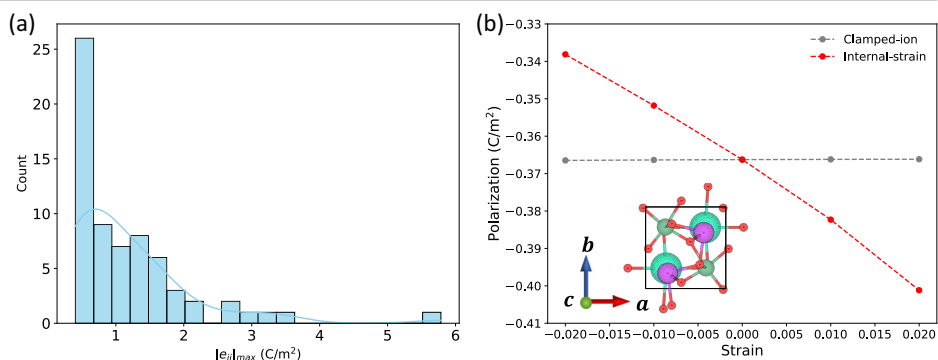 (a)
25
20
15
10
5
0
Count
1
2
3
4
5
6
|e_ij|_max (C/m²)
(b)
−0.33
−0.34
−0.35
−0.36
−0.37
−0.38
−0.39
−0.40
−0.41
Polarization (C/m²)
Clamped-ion
Internal-strain
b
c
a
−0.020
−0.015
−0.010
−0.005
0.000
0.005
0.010
0.015
0.020
Strain